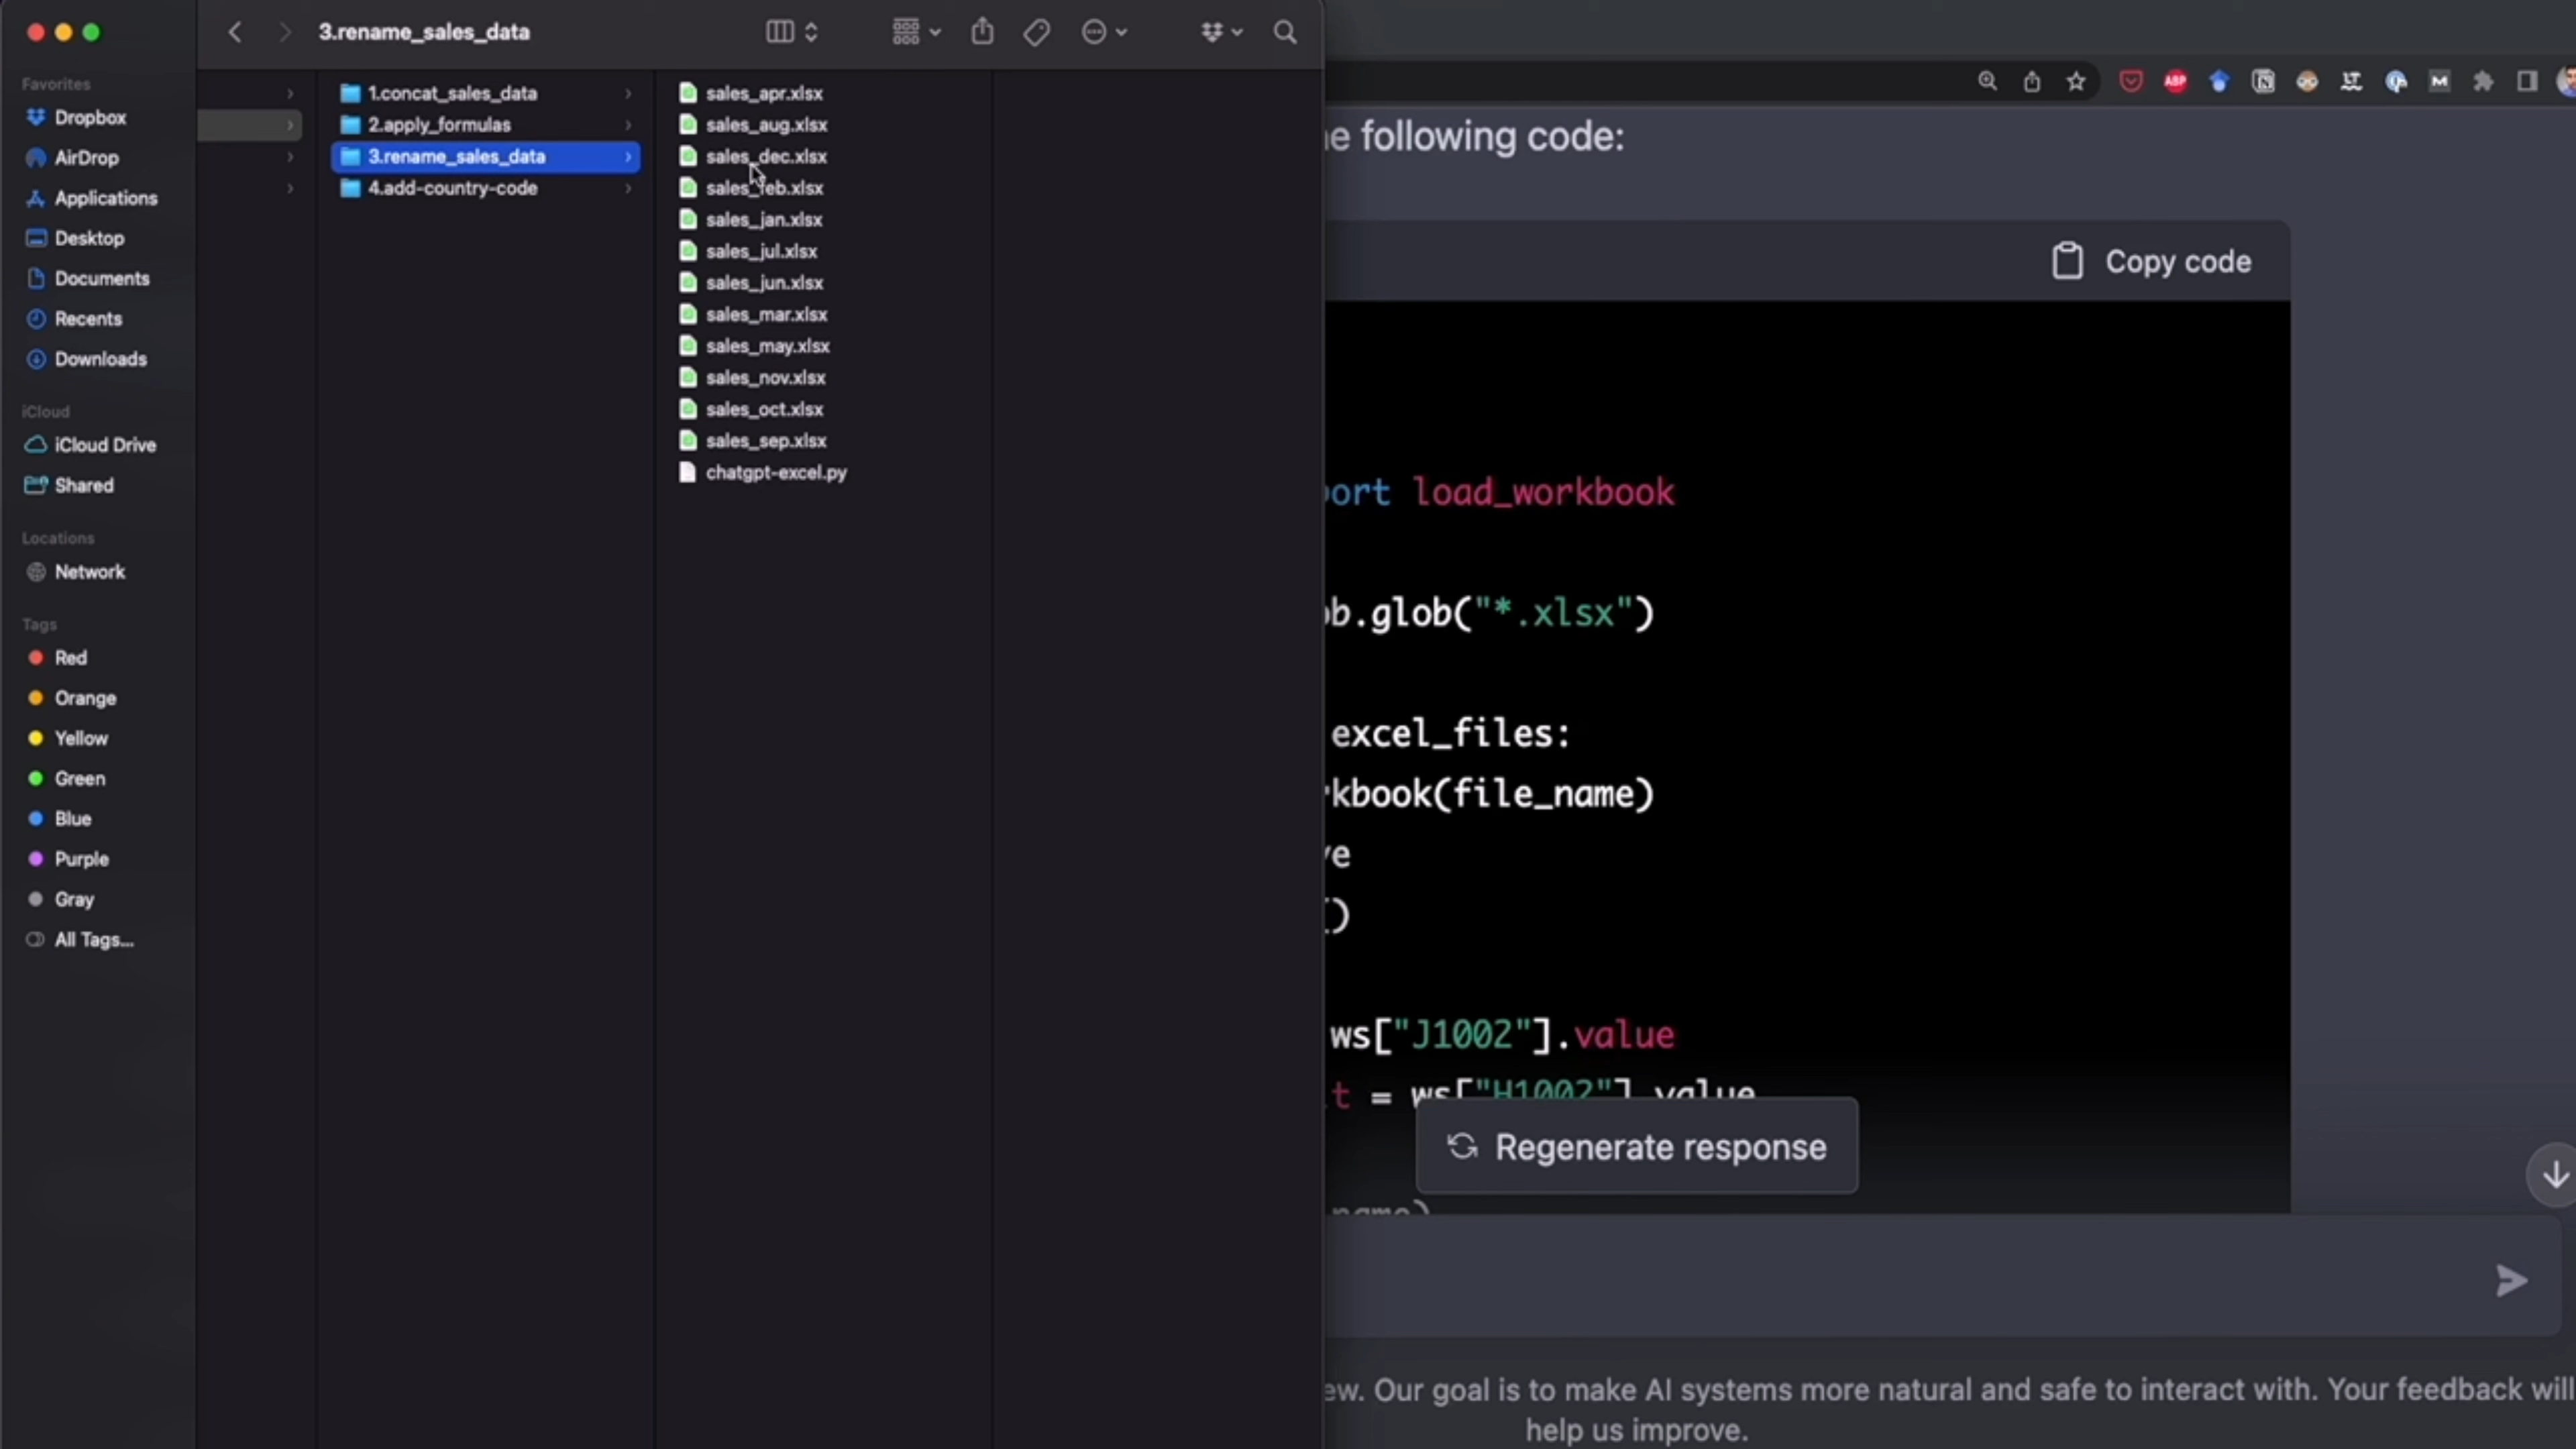 3.rename_sales_data
Favorites
Dropbox
AirDrop
Applications
Desktop
Documents
Recents
Downloads
iCloud
iCloud Drive
Shared
Locations
Network
Tags
Red
Orange
Yellow
Green
Blue
Purple
Gray
All Tags...
1.concat_sales_data
2.apply_formulas
3.rename_sales_data
4.add-country-code
sales_apr.xlsx
sales_aug.xlsx
sales_dec.xlsx
sales_feb.xlsx
sales_jan.xlsx
sales_jul.xlsx
sales_jun.xlsx
sales_mar.xlsx
sales_may.xlsx
sales_nov.xlsx
sales_oct.xlsx
sales_sep.xlsx
chatgpt-excel.py
ABP
M
e following code:
Copy code
ort load_workbook
b.glob("*.xlsx")
excel_files:
kbook(file_name)
e
()
ws["J1002"].value
t = ws["H1002"].value
Regenerate response
name)
ew. Our goal is to make AI systems more natural and safe to interact with. Your feedback will
help us improve.